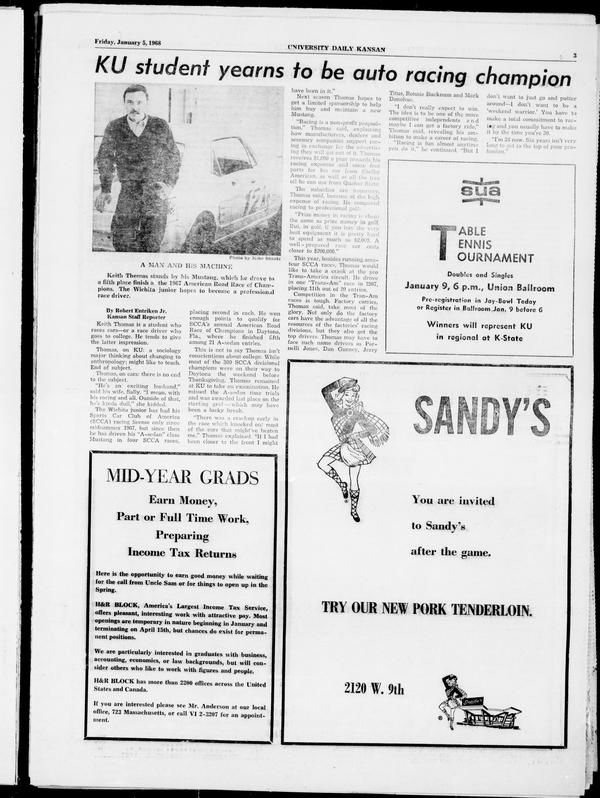 Friday, January 5, 1968
UNIVERSITY DAILY KANSAN
3
KU student yearns to be auto racing champion
Photo by Mike
A MAN AND HIS MACHINE
Keith Thomas stands by his Mustang, which he drove to
a fifth place finish a the 1967 American Road Race of Cham-
pions. The Wichita junior hopes to become a professional
race driver.
By Robert Entriken Jr.
Kansan Staff Reporter
Keith Thomas is a student who
races cars—or a race driver who
goes to college. He tends to give
the latter impression.
Thomas, on KU: a sociology
major thinking about changing to
anthropology; might like to teach.
End of subject.
Thomas, on cars: there is no end
to the subject.
"He's an exciting husband,"
said his wife, Sally. "I mean, with
his racing and all. Outside of that,
he's kinda dull," she kidded.
The Wichita junior has had his
Sports Car Club of America
(SCCA) racing license only since
midsummer 1967, but since then
he has driven his "A-sedan" class
Mustang in four SCCA races,
placing second in each. He won
enough points to qualify for
SCCA's annual American Road
Race of Champions in Daytona,
Fla., where he finished fifth
among 21 A-sedan entries.
This is not to say Thomas isn't
conscientious about college: While
most of the 300 SCCA divisional
champions were on their way to
Daytona the weekend before
Thanksgiving, Thomas remained
at KU to take an examination. He
missed the A-sedan time trials
and was awarded last place on the
starting grid—which may have
been a lucky break.
"There was a crackup early in
the race which knocked out most
of the cars that might've beaten
me," Thomas explained. "If I had
been closer to the front I might
have been in it."
Next season Thomas hopes to
get a limited sponsorship to help
him buy and maintain a new
Mustang.
"Racing is a non-profit proposi-
tion," Thomas said, explaining
how manufacturers, dealers and
accessory companies support rac-
ing in exchange for the advertis-
ing they will get out of it. Thomas
receives $1,000 a year towards his
racing expenses and some free
parts for his car from Shelby
American, as well as all the free
oil he can use from Quaker State.
The subsidies are necessary,
Thomas said, because of the high
expense of racing. He compared
racing to professional golf:
"Prize money in racing is about
the same as prize money in golf.
But, in golf, if you buy the very
best equipment it is pretty hard
to spend as much as $2,000. A
well-prepared race car costs
closer to $200,000."
This year, besides running ama-
teur SCCA races, Thomas would
like to take a crack at the pro
Trans-America circuit. He drove
in one "Trans-Am" race in 1967,
placing 11th out of 39 entries.
Competition in the Tran-Am
races is tough. Factory entries,
Thomas said, take most of the
glory. Not only do the factory
cars have the advantage of all the
resources of the factories' racing
divisions, but they also get the
top drivers. Thomas may have to
face such name drivers as Par-
nelli Jones, Dan Gurney, Jerry
Titus, Ronnie Bucknum and Mark
Donohue.
"I don't really expect to win.
The idea is to be one of the more
competitive independents and
maybe I can get a factory ride,"
Thomas said, revealing his am-
bition to make a career of racing.
"Racing is fun almost anytime
you do it," he continued. "But I
don't want to just go and putter
around—I don't want to be a
'weekend warrior.' You have to
make a total commitment to rac-
ing and you usually have to make
it by the time you're 30.
"I'm 24 now. Six years isn't very
long to get to the top of your pro-
fession."
sua
TABLE
TENNIS
TOURNAMENT
Doubles and Singles
January 9, 6 p.m., Union Ballroom
Pre-registration in Jay-Bowl Today
or Register in Ballroom Jan. 9 before 6
Winners will represent KU
in regional at K-State
MID-YEAR GRADS
Earn Money,
Part or Full Time Work,
Preparing
Income Tax Returns
Here is the opportunity to earn good money while waiting
for the call from Uncle Sam or for things to open up in the
Spring.
H&R BLOCK, America's Largest Income Tax Service,
offers pleasant, interesting work with attractive pay. Most
openings are temporary in nature beginning in January and
terminating on April 15th, but chances do exist for perma-
nent positions.
We are particularly interested in graduates with business,
accounting, economics, or law backgrounds, but will con-
sider others who like to work with figures and people.
H&R BLOCK has more than 2200 offices across the United
States and Canada.
If you are interested please see Mr. Anderson at our local
office, 723 Massachusetts, or call VI 2-3207 for an appoint-
ment.
SANDY'S
You are invited
to Sandy's
after the game.
TRY OUR NEW PORK TENDERLOIN.
2120 W. 9th
Sandy's